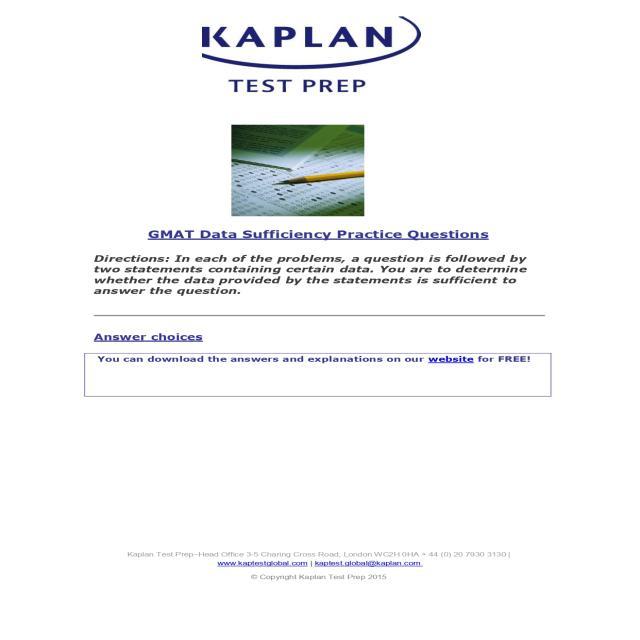 KAPLAN
TEST PREP
GMAT Data Sufficiency Practice Questions
Directions: In each of the problems, a question is followed by
two statements containing certain data. You are to determine
whether the data provided by the statements is sufficient to
answer the question.
Answer choices
You can download the answers and explanations on our website for FREE!
Kaplan Test Prep–Head Office 3-5 Charing Cross Road, London WC2H 0HA + 44 (0) 20 7930 3130 |
www.kaptestglobal.com | kaptest.global@kaplan.com
© Copyright Kaplan Test Prep 2015